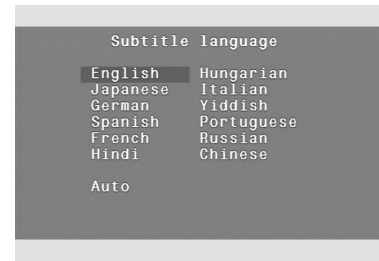 Subtitle language
English Hungarian
Japanese Italian
German Yiddish
Spanish Portuguese
French Russian
Hindi Chinese
Auto